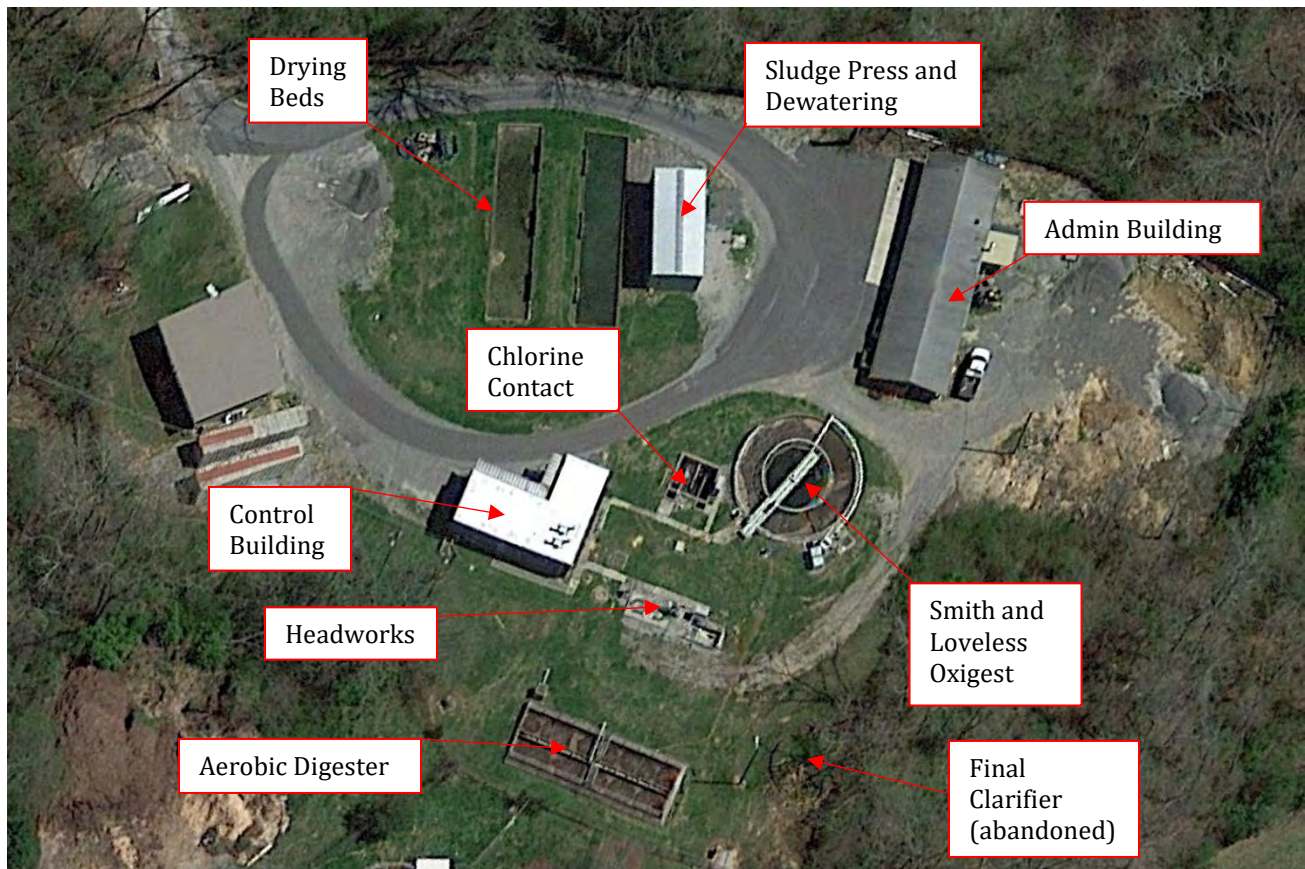 Drying
Beds
Sludge Press and
Dewatering
Admin Building
Chlorine
Contact
Control
Building
Headworks
Smith and
Loveless
Oxigest
Aerobic Digester
Final
Clarifier
(abandoned)